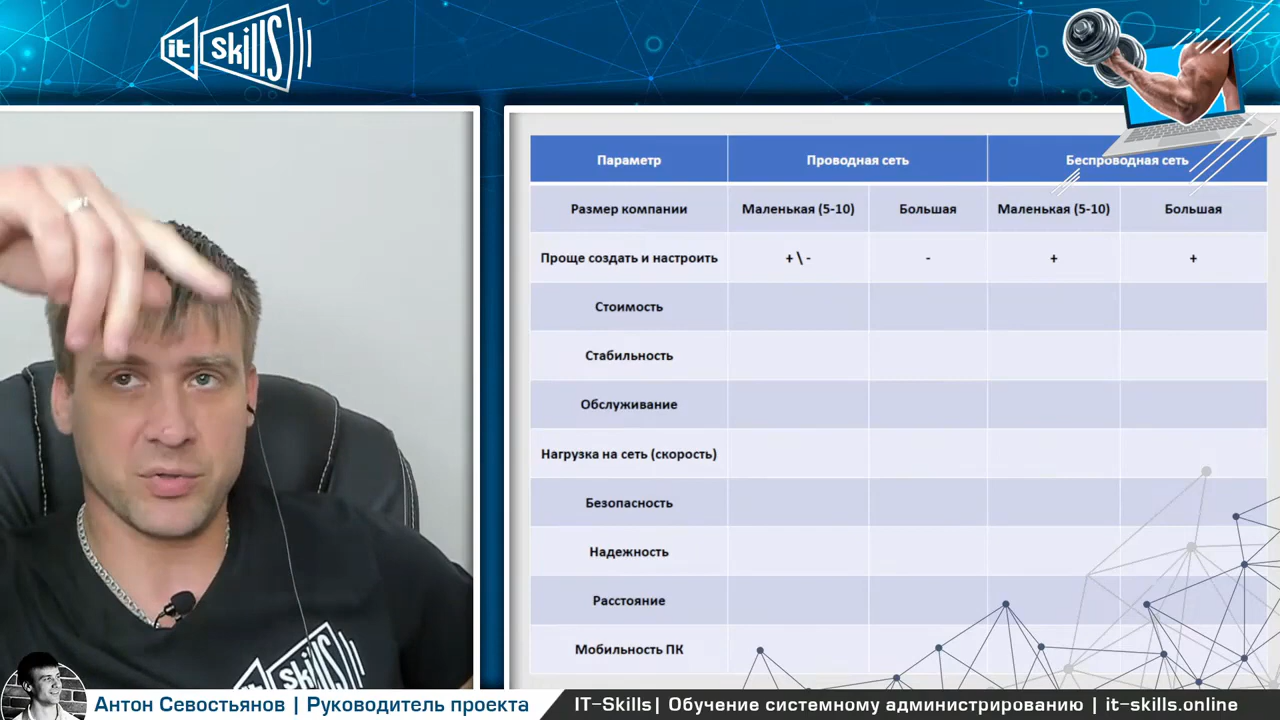 it skills
Параметр Проводная сеть Беспроводная сеть
Размер компании Маленькая (5-10) Большая Маленькая (5-10) Большая
Проще создать и настроить +\- - + +
Стоимость
Стабильность
Обслуживание
Нагрузка на сеть (скорость)
Безопасность
Надежность
Расстояние
Мобильность ПК
it skills
Антон Севостьянов | Руководитель проекта
IT-Skills| Обучение системному администрированию | it-skills.online